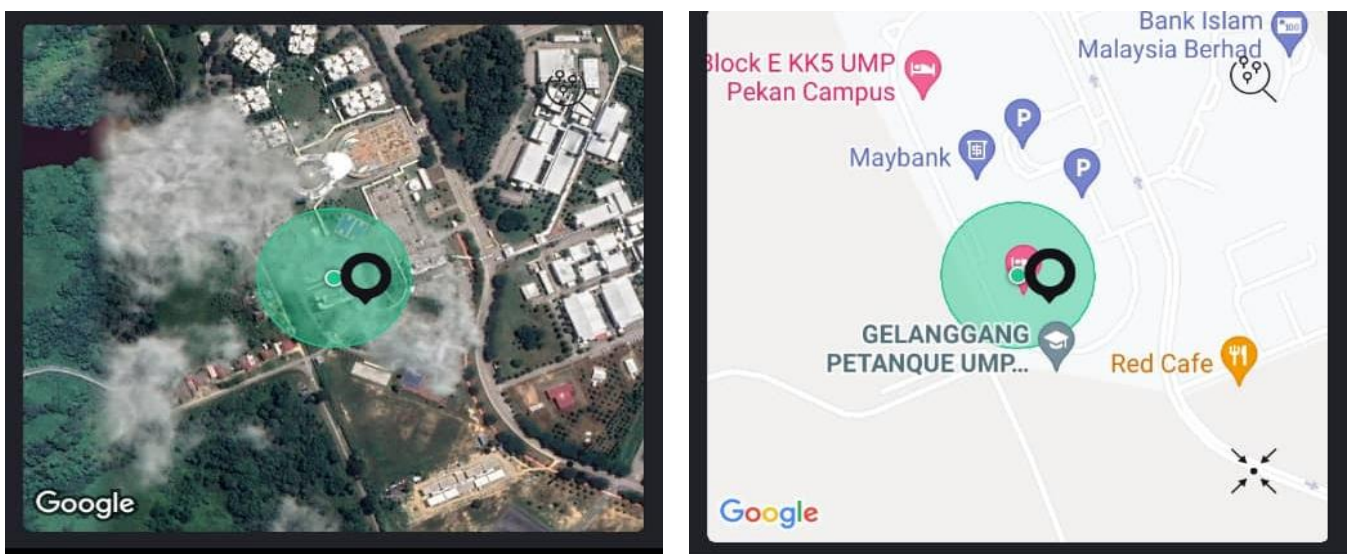 Google
Bank Islam
Malaysia Berhad
Block E KK5 UMP
Pekan Campus
P
Maybank
P
GELANGGANG
PETANQUE UMP...
Red Cafe
Google